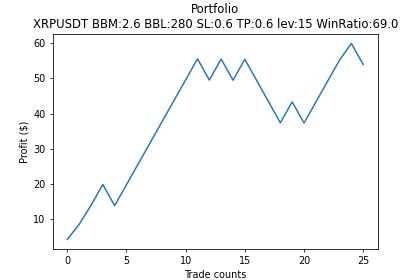 Portfolio
XRPUSDT BBM:2.6 BBL:280 SL:0.6 TP:0.6 lev:15 WinRatio:69.0
60
50
40
30
20
10
Profit ($)
0 5 10 15 20 25
Trade counts